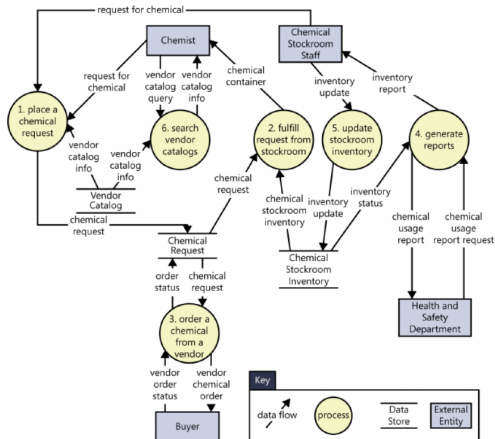 request for chemical
Chemist
Chemical
Stockroom
Staff
request for
chemical
vendor
catalog
query
vendor
catalog
info
chemical
container
inventory
update
inventory
report
1. place a
chemical
request
6. search
vendor
catalogs
2. fulfill
request from
stockroom
5. update
stockroom
inventory
4. generate
reports
vendor
catalog
info
vendor
catalog
info
Vendor
Catalog
chemical
request
chemical
request
chemical
stockroom
inventory
inventory
update
inventory
status
chemical
usage
report
chemical
usage
report request
Chemical
Request
Chemical
Stockroom
Inventory
order
status
chemical
request
Health and
Safety
Department
3. order a
chemical
from a
vendor
vendor
order
status
vendor
chemical
order
Buyer
Key
data flow
process
Data
Store
External
Entity